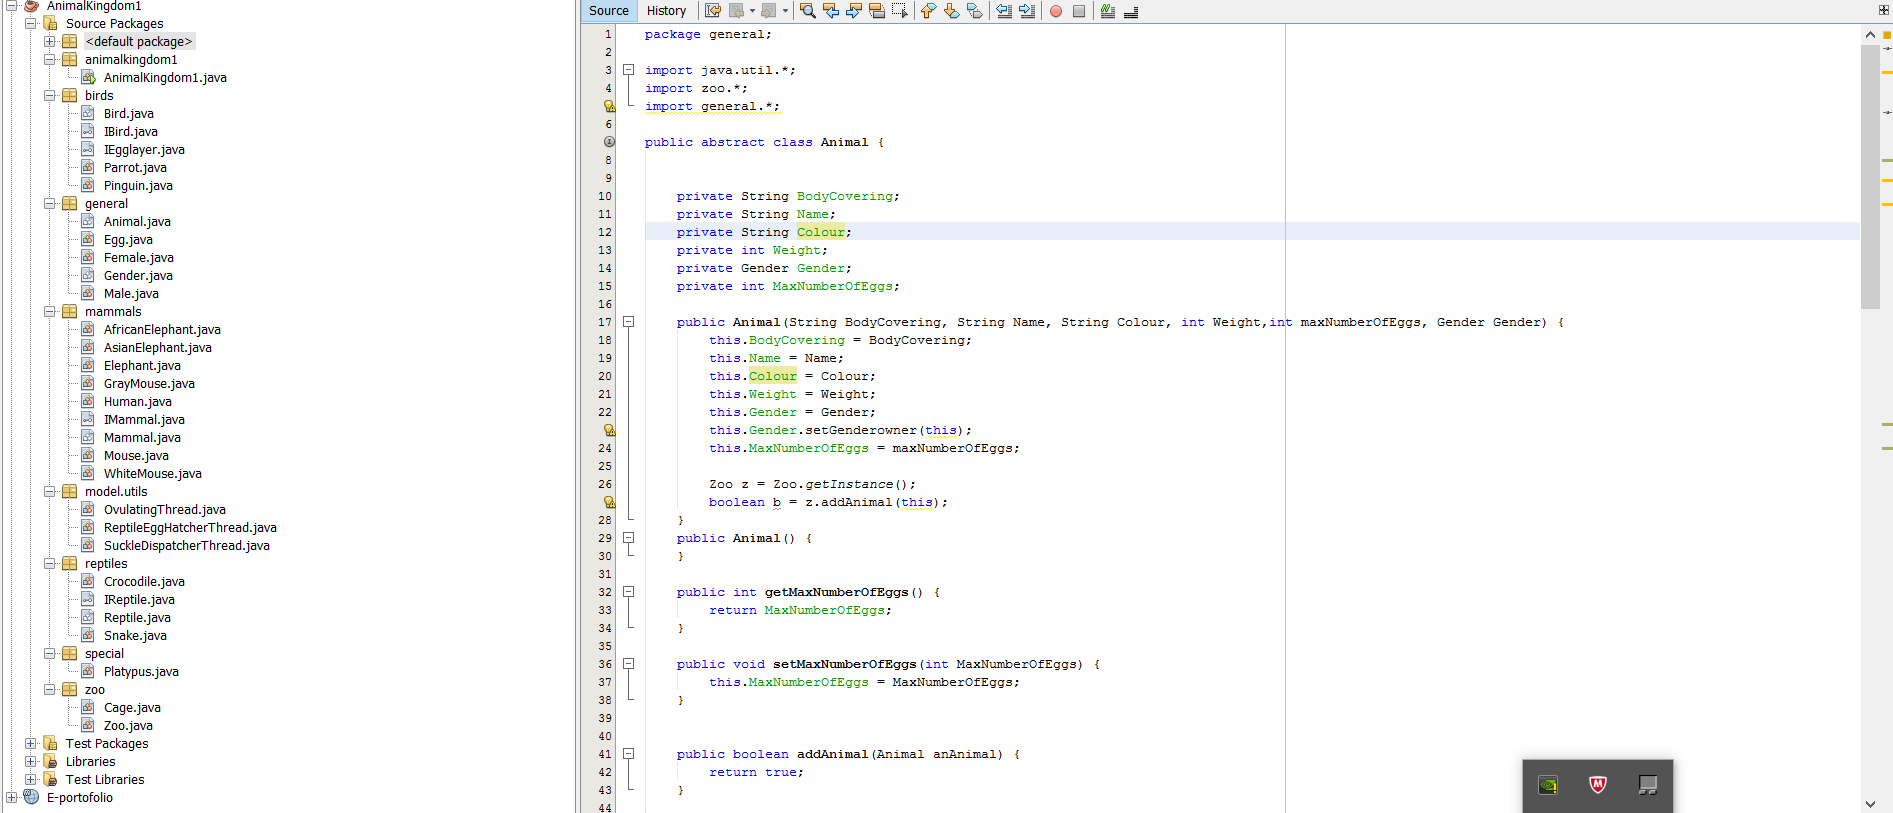 AnimalKingdom1
Source Packages
<default package>
animalkingdom1
AnimalKingdom1.java
birds
Bird.java
IBird.java
IEgglayer.java
Parrot.java
Pinguin.java
general
Animal.java
Egg.java
Female.java
Gender.java
Male.java
mammals
AfricanElephant.java
AsianElephant.java
Elephant.java
GrayMouse.java
Human.java
IMammal.java
Mammal.java
Mouse.java
WhiteMouse.java
model.utils
OvulatingThread.java
ReptileEggHatcherThread.java
SuckleDispatcherThread.java
reptiles
Crocodile.java
IReptile.java
Reptile.java
Snake.java
special
Platypus.java
zoo
Cage.java
Zoo.java
Test Packages
Libraries
Test Libraries
E-portofolio
Source History
1 package general;
2
3 import java.util.*;
4 import zoo.*;
import general.*;
6
public abstract class Animal {
8
9
10 private String BodyCovering;
11 private String Name;
12 private String Colour;
13 private int Weight;
14 private Gender Gender;
15 private int MaxNumberOfEggs;
16
17 public Animal(String BodyCovering, String Name, String Colour, int Weight,int maxNumberOfEggs, Gender Gender) {
18 this.BodyCovering = BodyCovering;
19 this.Name = Name;
20 this.Colour = Colour;
21 this.Weight = Weight;
22 this.Gender = Gender;
this.Gender.setGenderowner(this);
24 this.MaxNumberOfEggs = maxNumberOfEggs;
25
26 Zoo z = Zoo.getInstance();
boolean b = z.addAnimal(this);
28 }
29 public Animal() {
30 }
31
32 public int getMaxNumberOfEggs() {
33 return MaxNumberOfEggs;
34 }
35
36 public void setMaxNumberOfEggs(int MaxNumberOfEggs) {
37 this.MaxNumberOfEggs = MaxNumberOfEggs;
38 }
39
40
41 public boolean addAnimal(Animal anAnimal) {
42 return true;
43 }
44